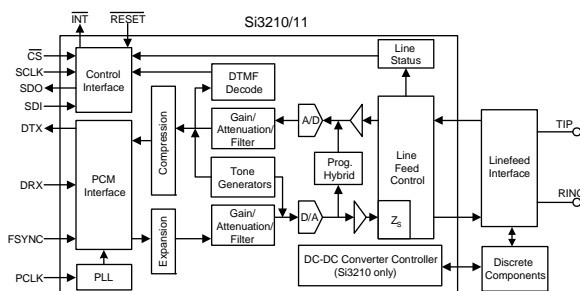 INT
RESET
Si3210/11
CS
SCLK
SDO
SDI
DTX
DRX
FSYNC
PCLK
Control
Interface
PCM
Interface
PLL
Compression
Expansion
DTMF
Decode
Gain/
Attenuation/
Filter
Tone
Generators
Gain/
Attenuation/
Filter
A/D
D/A
Prog.
Hybrid
Line
Status
Line
Feed
Control
ZS
DC-DC Converter Controller
(Si3210 only)
Linefeed
Interface
Discrete
Components
TIP
RING